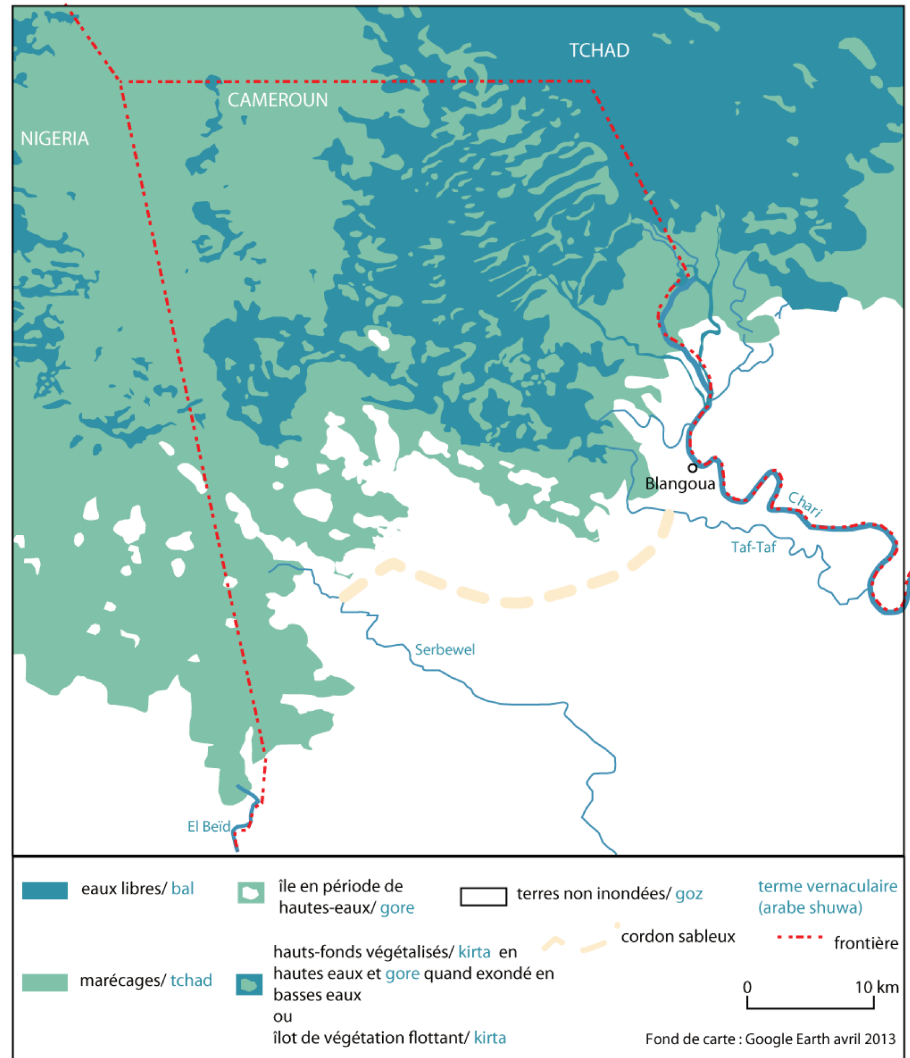 TCHAD
CAMEROUN
NIGERIA
Blangoua
Chari
Taf-Taf
Serbewel
El Beïd
eaux libres/ bal
île en période de
hautes-eaux/ gore
terres non inondées/ goz
terme vernaculaire
(arabe shuwa)
marécages/ tchad
hauts-fonds végétalisés/ kirta en
hautes eaux et gore quand exondé en
basses eaux
ou
îlot de végétation flottant/ kirta
cordon sableux
frontière
0 10 km
Fond de carte : Google Earth avril 2013